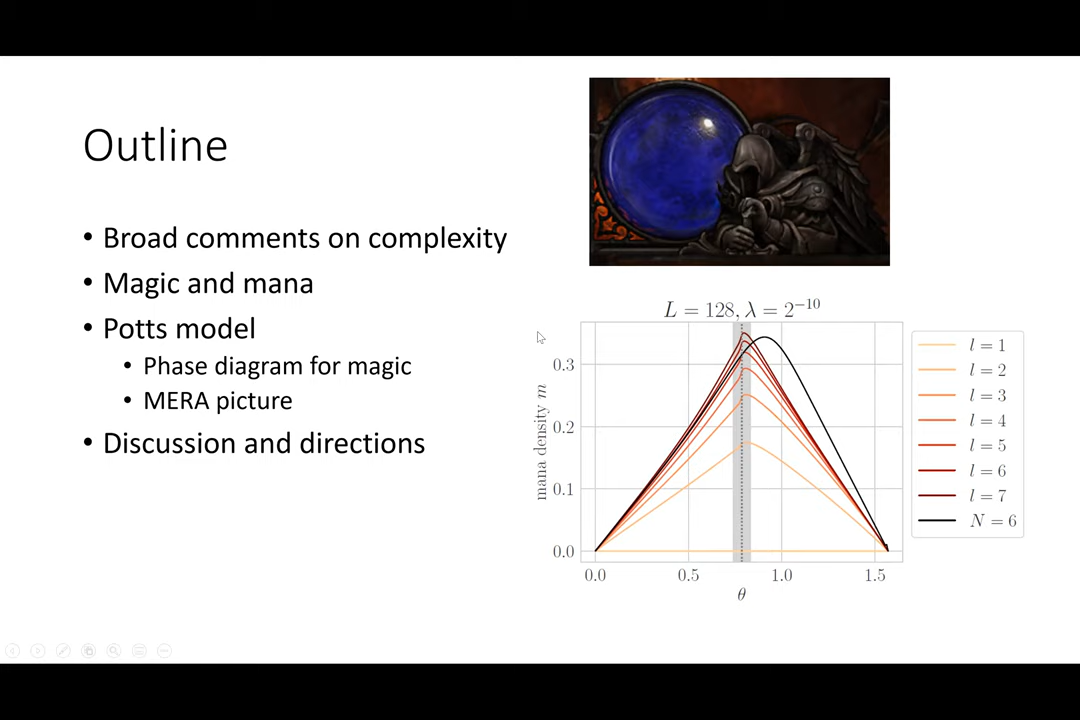 Outline
• Broad comments on complexity
• Magic and mana
• Potts model
• Phase diagram for magic
• MERA picture
• Discussion and directions
L = 128, λ = 2⁻¹⁰
mana density m
0.3
0.2
0.1
0.0
0.0 0.5 1.0 1.5
θ
l = 1
l = 2
l = 3
l = 4
l = 5
l = 6
l = 7
N = 6